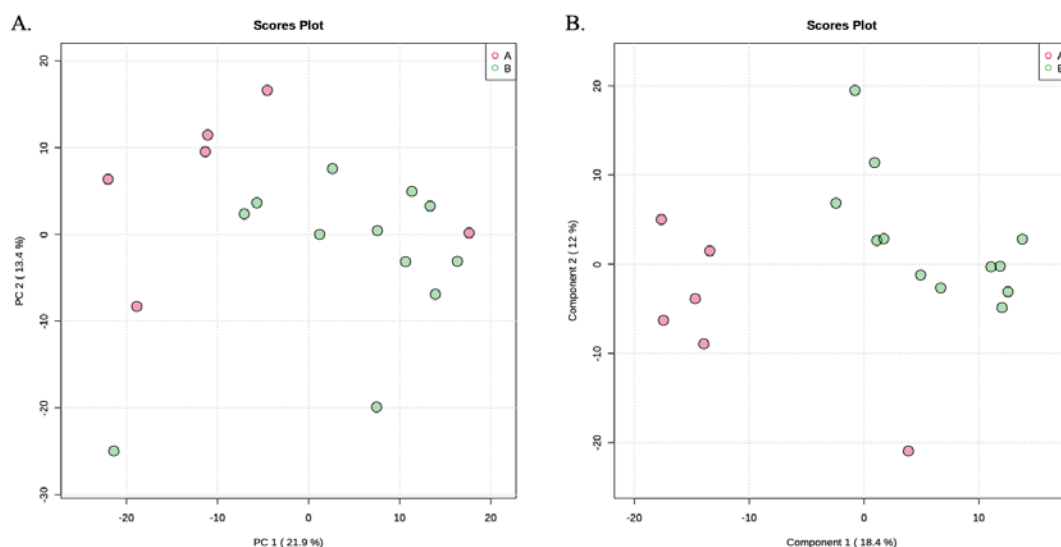 A.
Scores Plot
A
B
PC 2 ( 13.4 %)
20
10
0
-10
-20
-30
-20
-10
0
10
20
PC 1 ( 21.9 %)
B.
Scores Plot
A
B
Component 2 ( 12 %)
20
10
0
-10
-20
-20
-10
0
10
Component 1 ( 18.4 %)